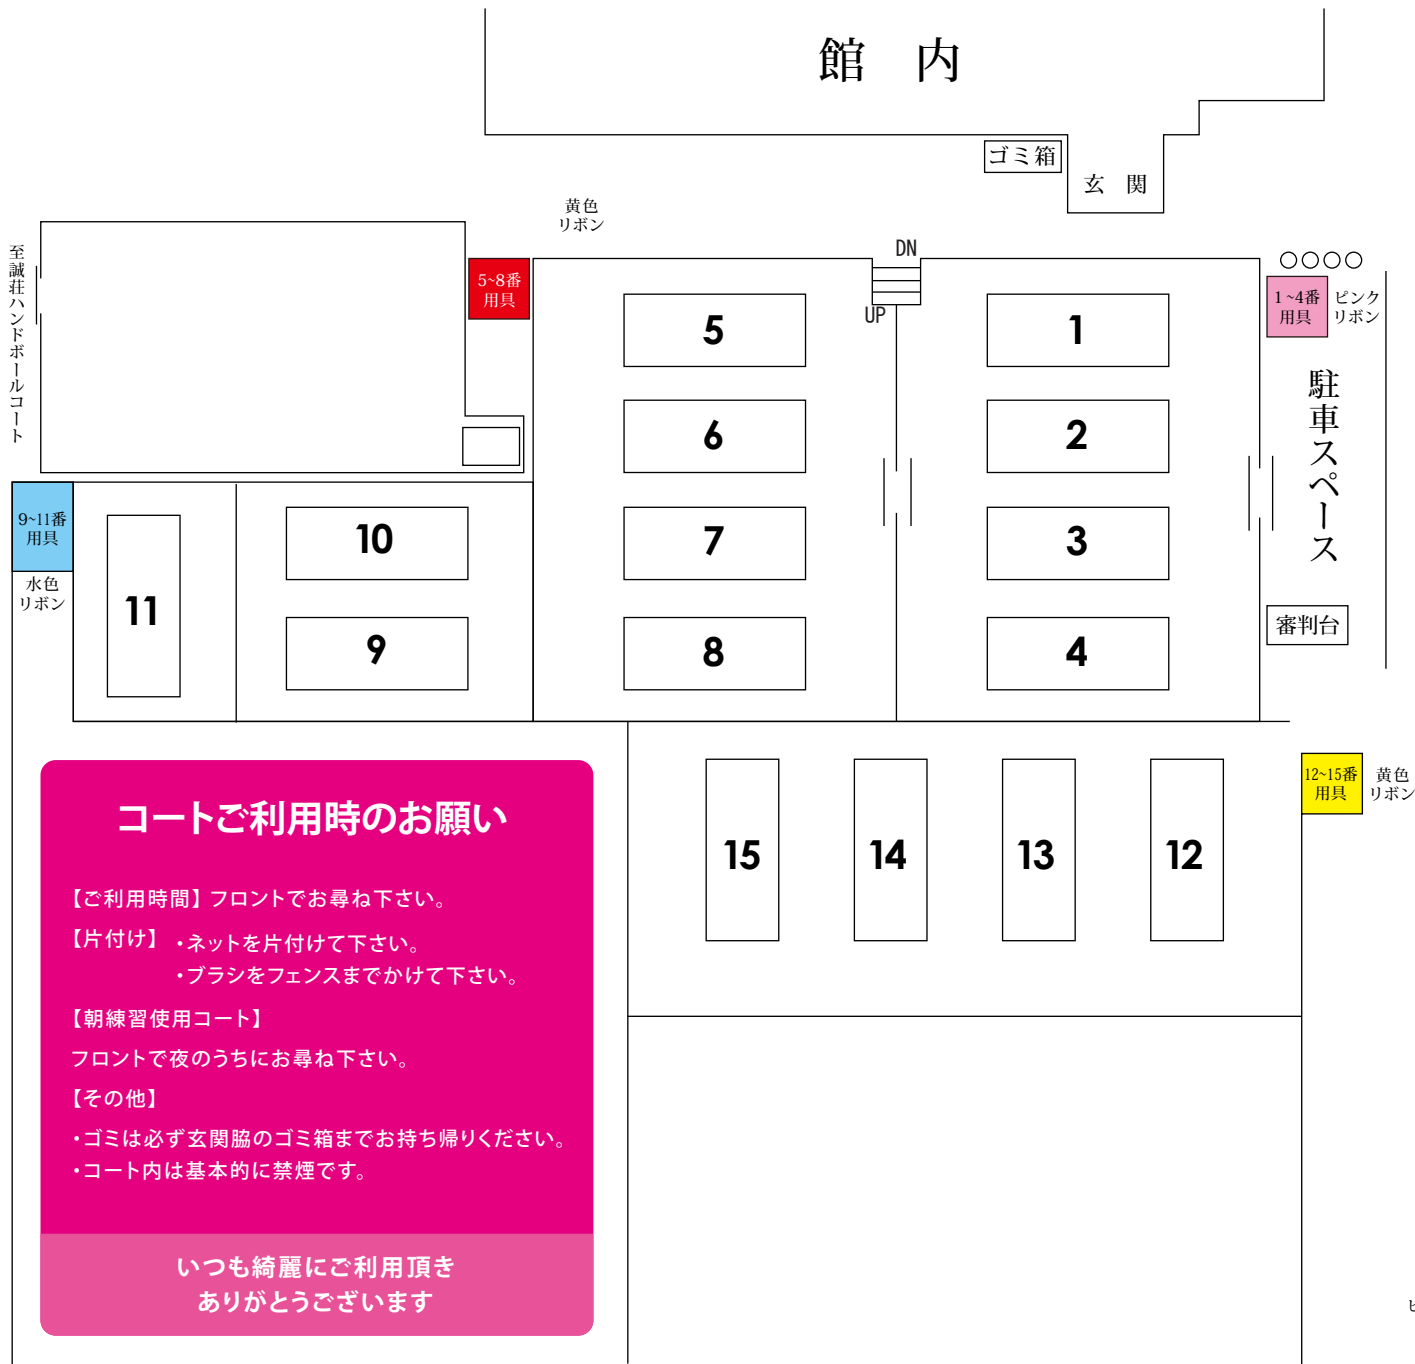 館 内
ゴミ箱
玄 関
黄色
リボン
DN
UP
至誠荘ハンドボールコート
5~8番
用具
1~4番
用具
ピンク
リボン
駐車スペース
審判台
5
1
6
2
7
3
8
4
9~11番
用具
水色
リボン
11
10
9
12~15番
用具
黄色
リボン
15
14
13
12
コートご利用時のお願い
【ご利用時間】フロントでお尋ね下さい。
【片付け】 ・ネットを片付けて下さい。
・ブラシをフェンスまでかけて下さい。
【朝練習使用コート】
フロントで夜のうちにお尋ね下さい。
【その他】
・ゴミは必ず玄関脇のゴミ箱までお持ち帰りください。
・コート内は基本的に禁煙です。
いつも綺麗にご利用頂き
ありがとうございます